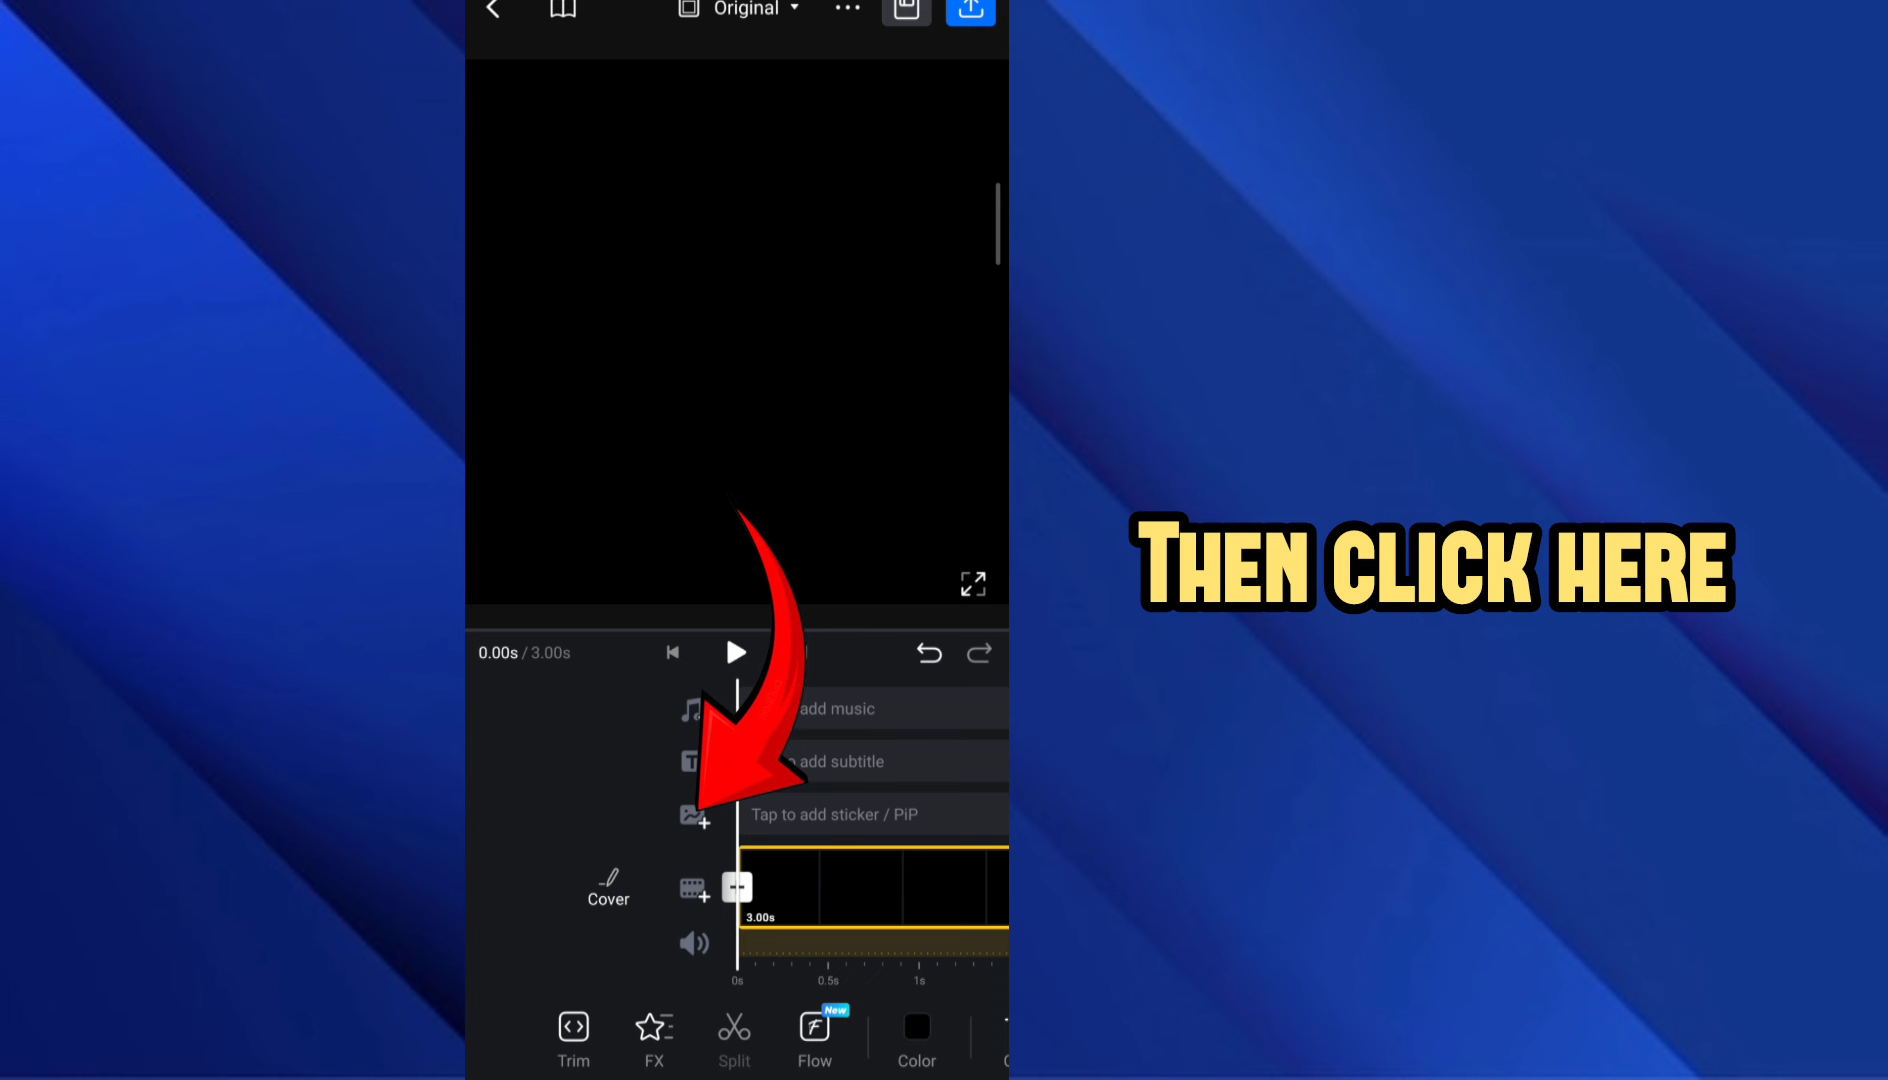 Original
THEN CLICK HERE
0.00s / 3.00s
add music
add subtitle
Tap to add sticker / PiP
Cover
3.00s
0s 0.5s 1s
New
Trim FX Split Flow Color